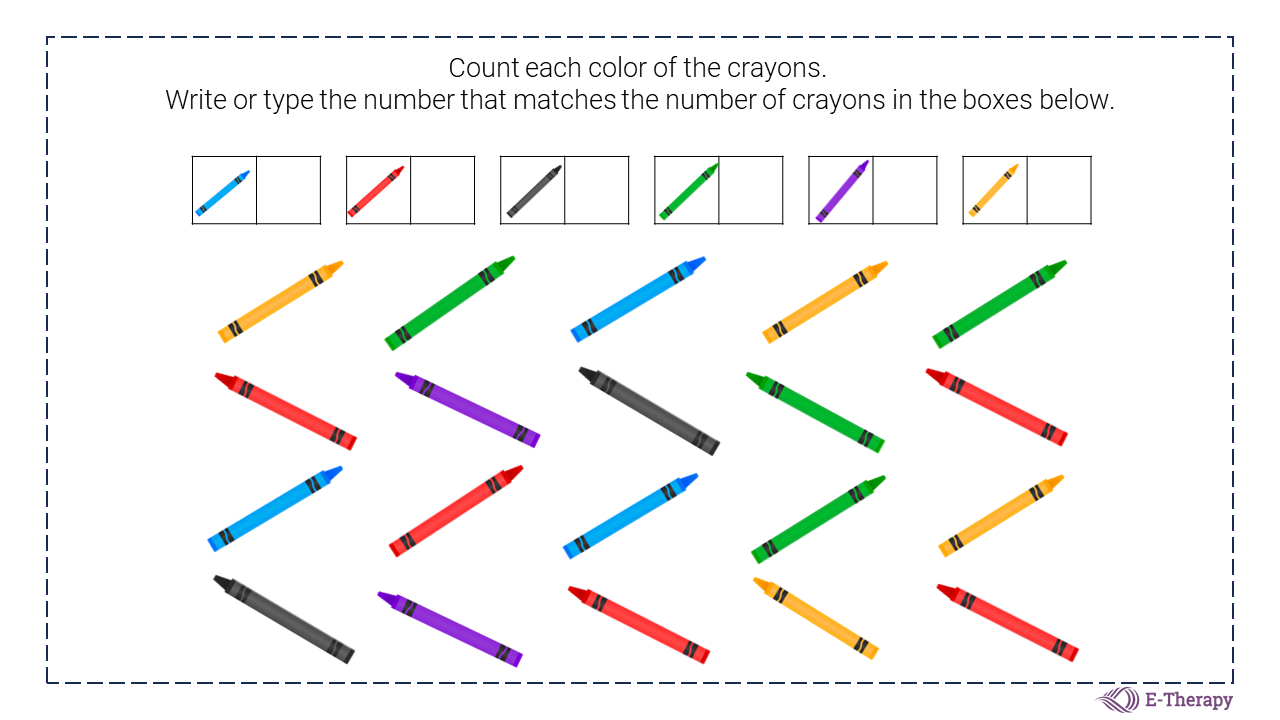 Count each color of the crayons.
Write or type the number that matches the number of crayons in the boxes below.
E-Therapy